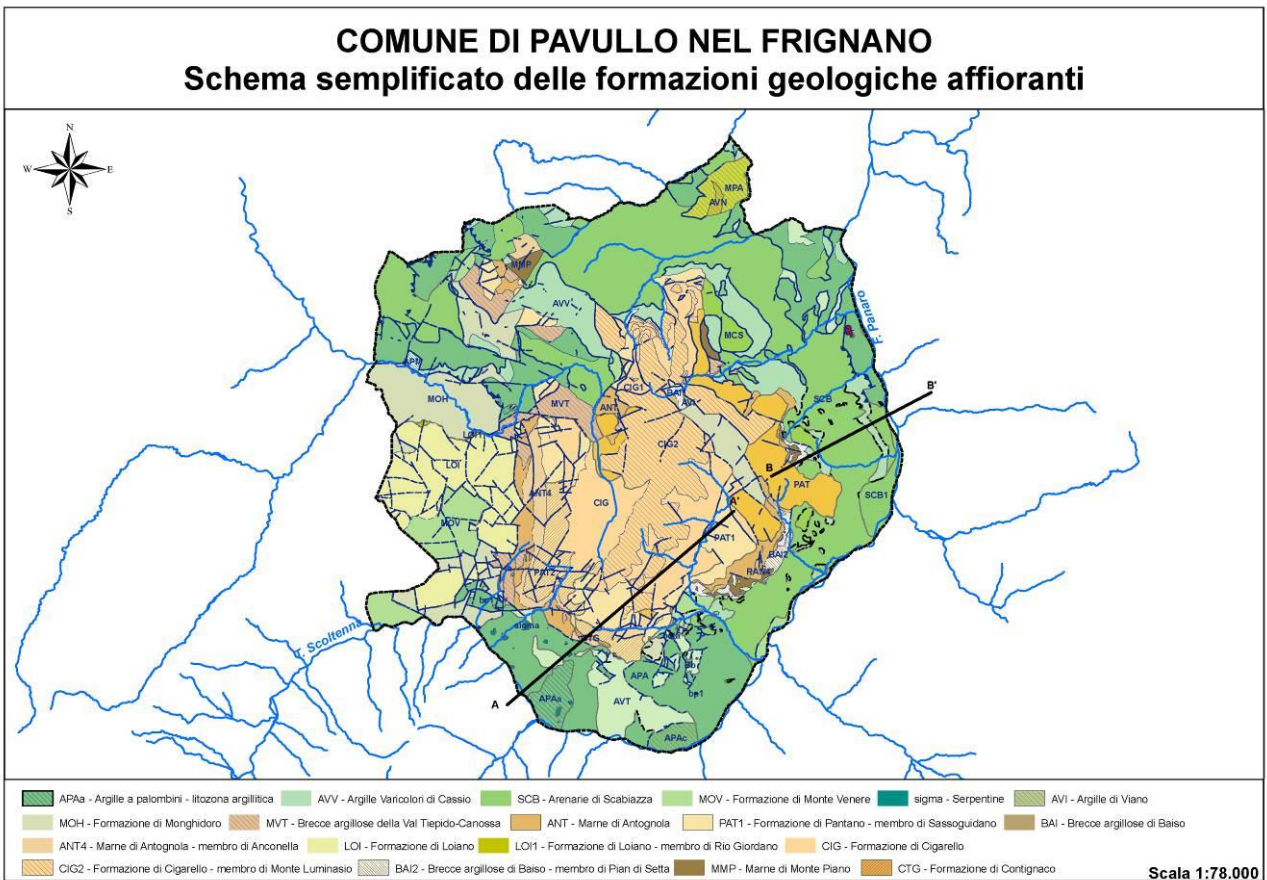 COMUNE DI PAVULLO NEL FRIGNANO
Schema semplificato delle formazioni geologiche affioranti
N
W E
S
MPA
AVN
MMP
AVV
F. Panaro
MCS
B'
CIG1
BAI
AVI
MOH
MVT
ANT
SCB
LOI1
LOI
CIG2
B
PAT
ANT4
SCB1
CIG
A'
MOV
PAT1
BAI2
PAT2
sigma
T. Scoltenna
APA
bp1
A
APAa
AVT
APAc
APAa - Argille a palombini - litozona argillitica AVV - Argille Varicolori di Cassio SCB - Arenarie di Scabiazza MOV - Formazione di Monte Venere sigma - Serpentine AVI - Argille di Viano
MOH - Formazione di Monghidoro MVT - Brecce argillose della Val Tiepido-Canossa ANT - Marne di Antognola PAT1 - Formazione di Pantano - membro di Sassoguidano BAI - Brecce argillose di Baiso
ANT4 - Marne di Antognola - membro di Anconella LOI - Formazione di Loiano LOI1 - Formazione di Loiano - membro di Rio Giordano CIG - Formazione di Cigarello
CIG2 - Formazione di Cigarello - membro di Monte Luminasio BAI2 - Brecce argillose di Baiso - membro di Pian di Setta MMP - Marne di Monte Piano CTG - Formazione di Contignaco
Scala 1:78.000